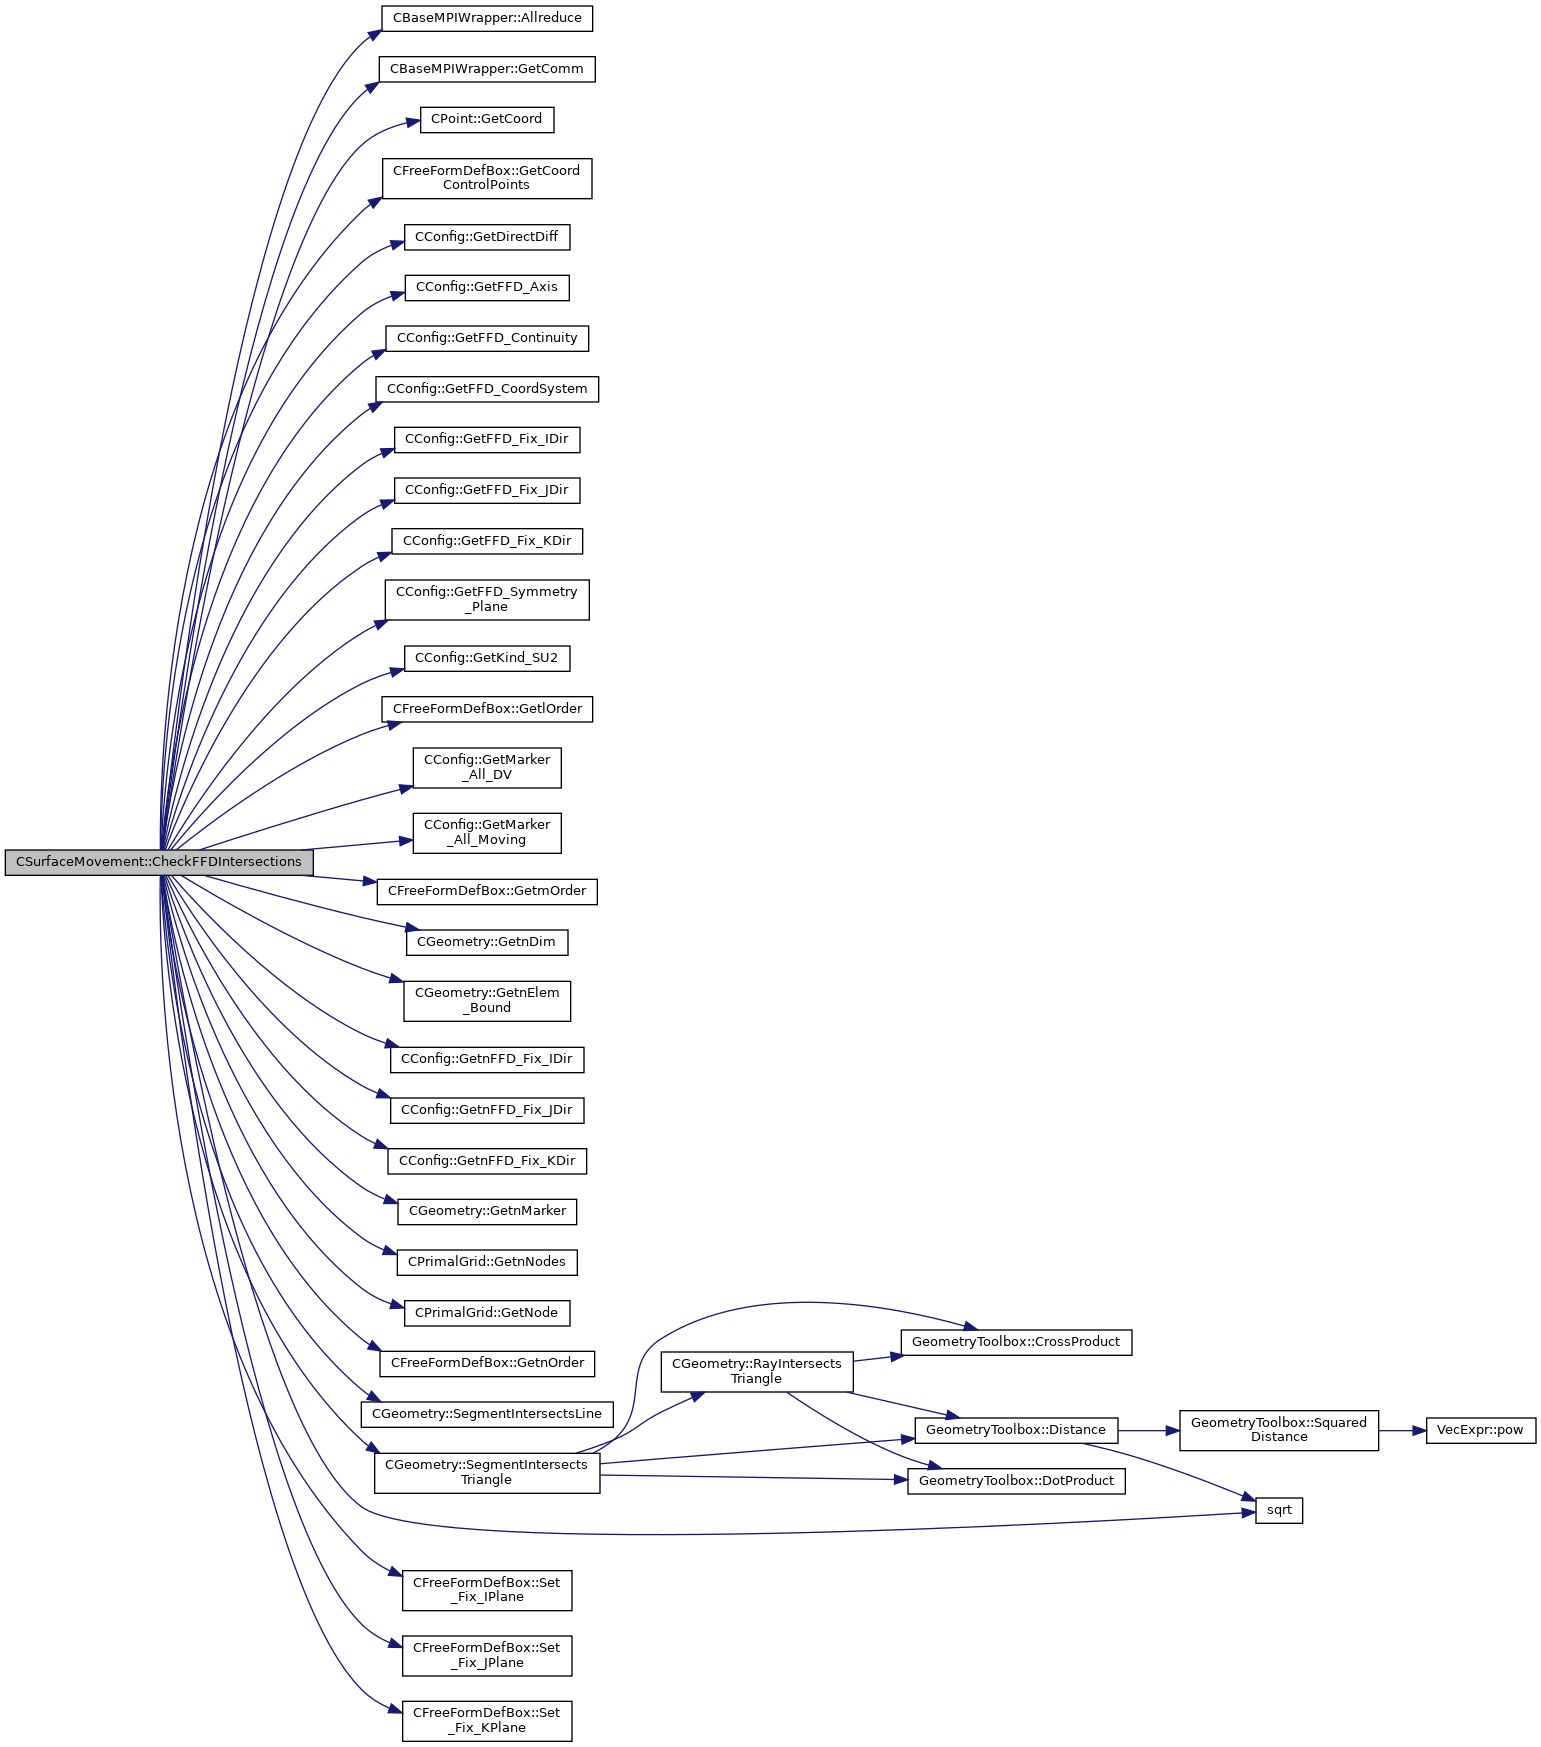 CBaseMPIWrapper::Allreduce
CBaseMPIWrapper::GetComm
CPoint::GetCoord
CFreeFormDefBox::GetCoord
ControlPoints
CConfig::GetDirectDiff
CConfig::GetFFD_Axis
CConfig::GetFFD_Continuity
CConfig::GetFFD_CoordSystem
CConfig::GetFFD_Fix_IDir
CConfig::GetFFD_Fix_JDir
CConfig::GetFFD_Fix_KDir
CConfig::GetFFD_Symmetry
_Plane
CConfig::GetKind_SU2
CFreeFormDefBox::GetlOrder
CConfig::GetMarker
_All_DV
CConfig::GetMarker
_All_Moving
CSurfaceMovement::CheckFFDIntersections
CFreeFormDefBox::GetmOrder
CGeometry::GetnDim
CGeometry::GetnElem
_Bound
CConfig::GetnFFD_Fix_IDir
CConfig::GetnFFD_Fix_JDir
CConfig::GetnFFD_Fix_KDir
CGeometry::GetnMarker
CPrimalGrid::GetnNodes
CPrimalGrid::GetNode
CFreeFormDefBox::GetnOrder
CGeometry::SegmentIntersectsLine
CGeometry::SegmentIntersects
Triangle
CGeometry::RayIntersects
Triangle
GeometryToolbox::CrossProduct
GeometryToolbox::Distance
GeometryToolbox::DotProduct
GeometryToolbox::Squared
Distance
VecExpr::pow
sqrt
CFreeFormDefBox::Set
_Fix_IPlane
CFreeFormDefBox::Set
_Fix_JPlane
CFreeFormDefBox::Set
_Fix_KPlane